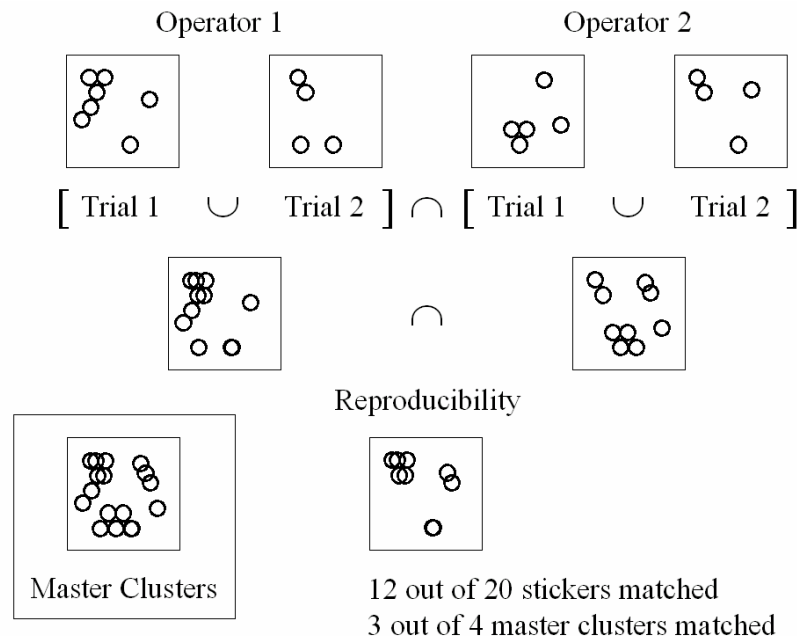 Operator 1
Operator 2
[ Trial 1 ∪ Trial 2 ] ∩ [ Trial 1 ∪ Trial 2 ]
∩
Reproducibility
Master Clusters
12 out of 20 stickers matched
3 out of 4 master clusters matched